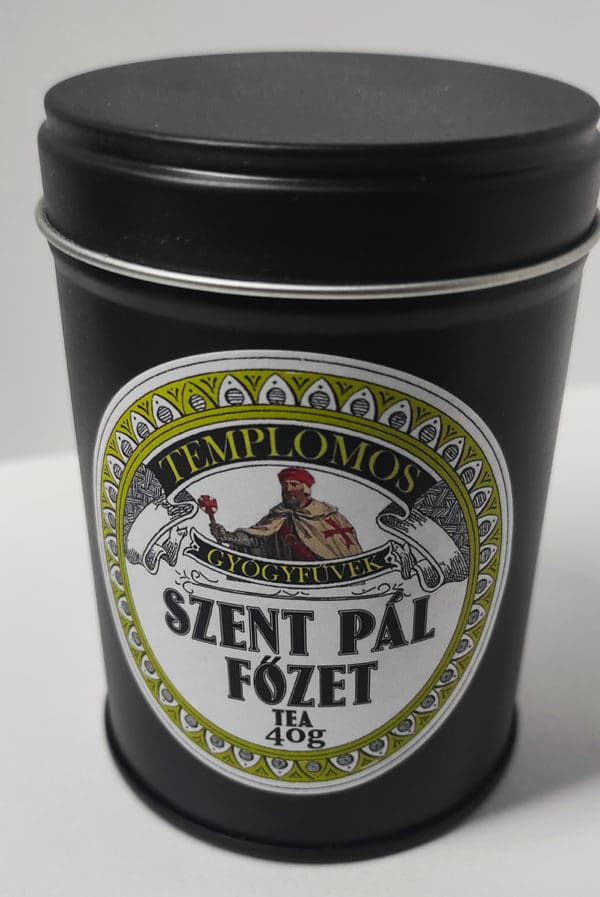 TEMPLOMOS
GYÓGYFÜVEK
SZENT PÁL
FŐZET
TEA
40g